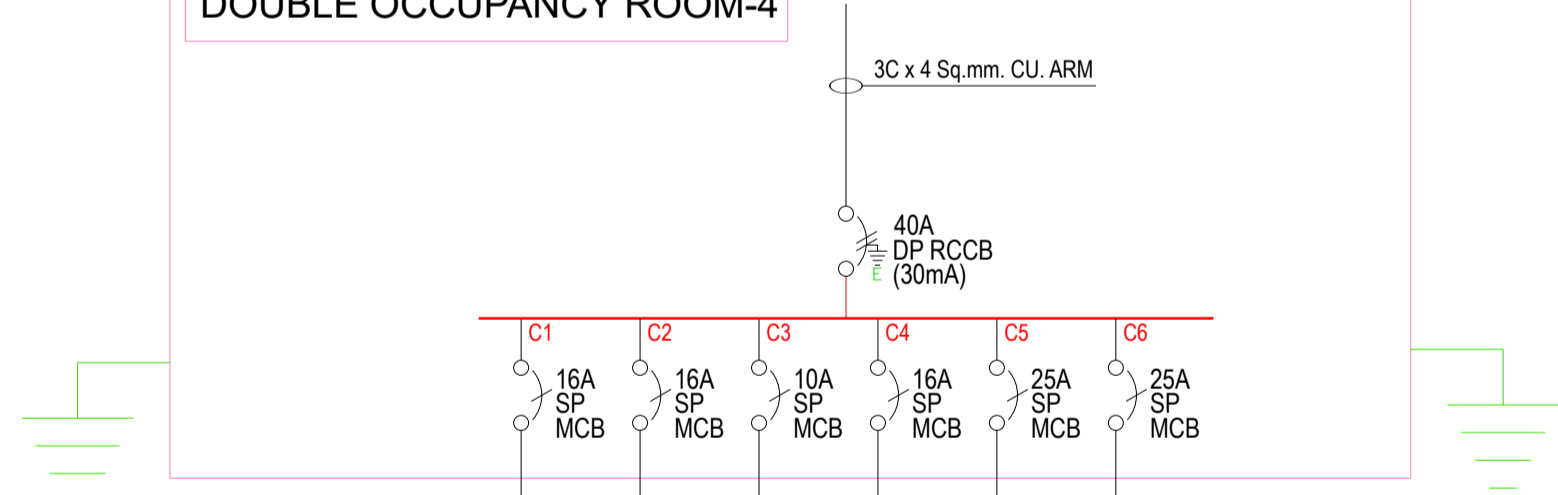 DOUBLE OCCUPANCY ROOM-4
3C x 4 Sq.mm. CU. ARM
40A
DP RCCB
(30mA)
E
C1
C2
C3
C4
C5
C6
16A
SP
MCB
16A
SP
MCB
10A
SP
MCB
16A
SP
MCB
25A
SP
MCB
25A
SP
MCB